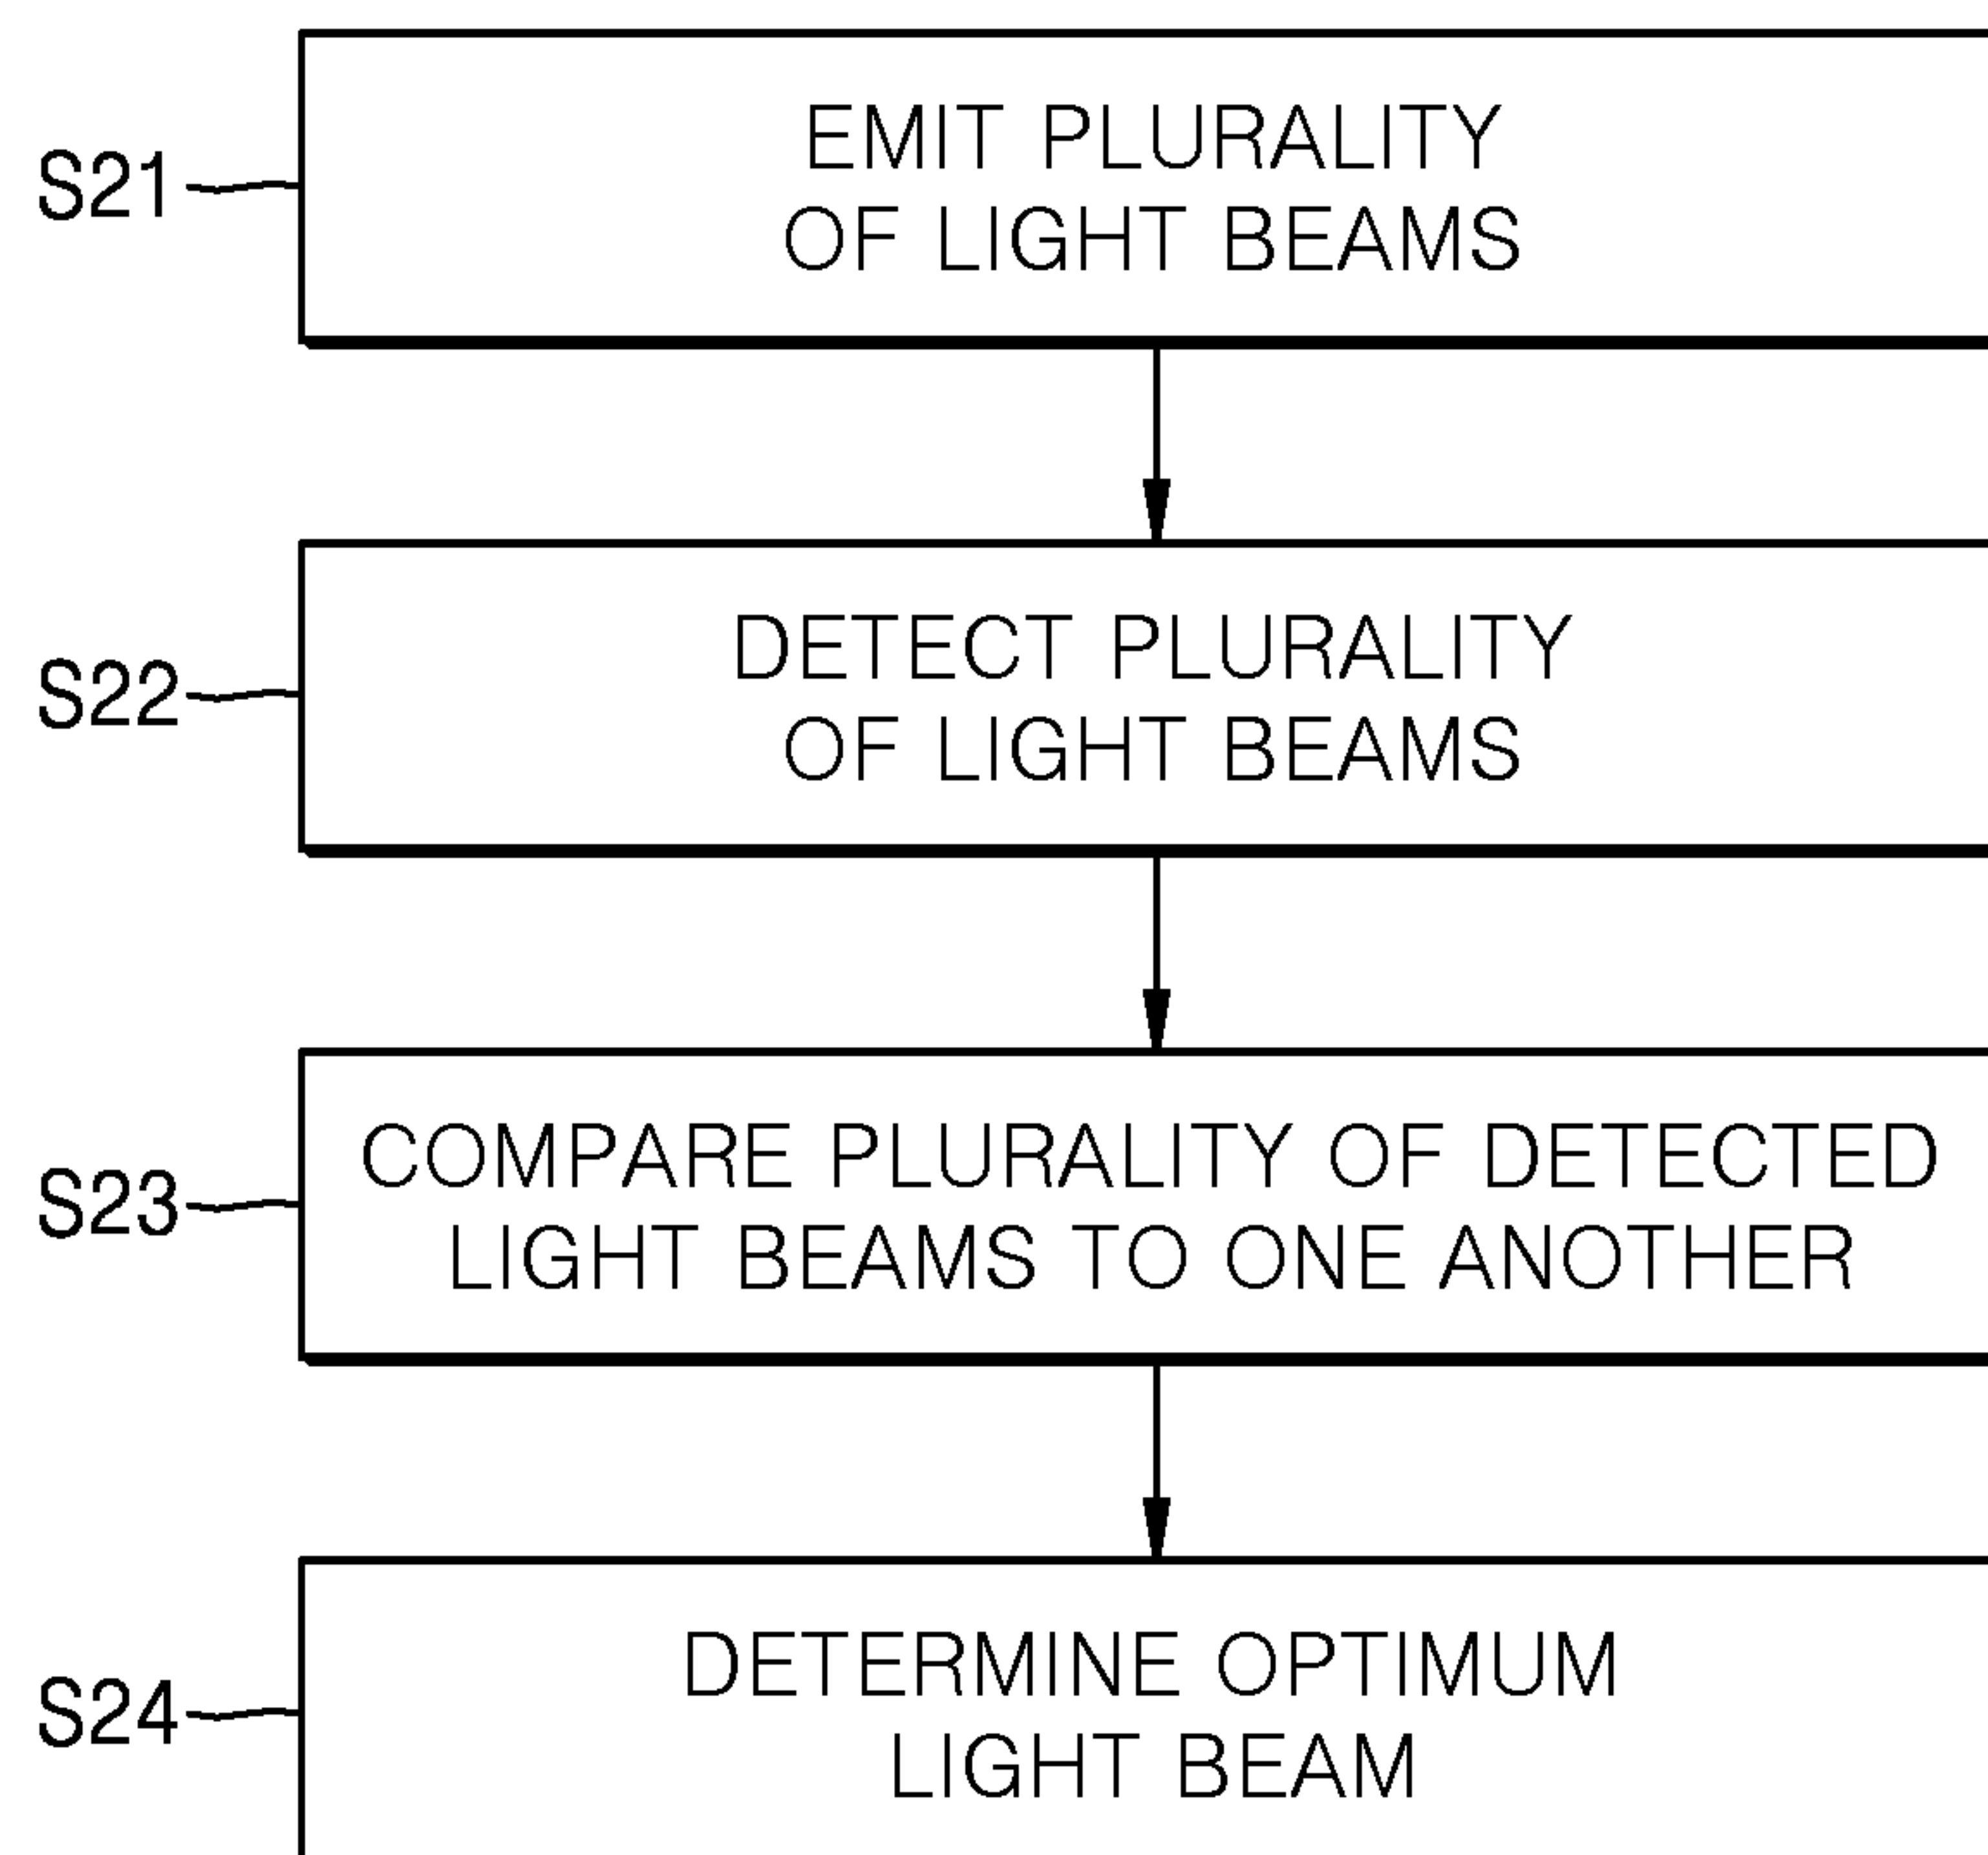 S21
EMIT PLURALITY
OF LIGHT BEAMS
S22
DETECT PLURALITY
OF LIGHT BEAMS
S23
COMPARE PLURALITY OF DETECTED
LIGHT BEAMS TO ONE ANOTHER
S24
DETERMINE OPTIMUM
LIGHT BEAM